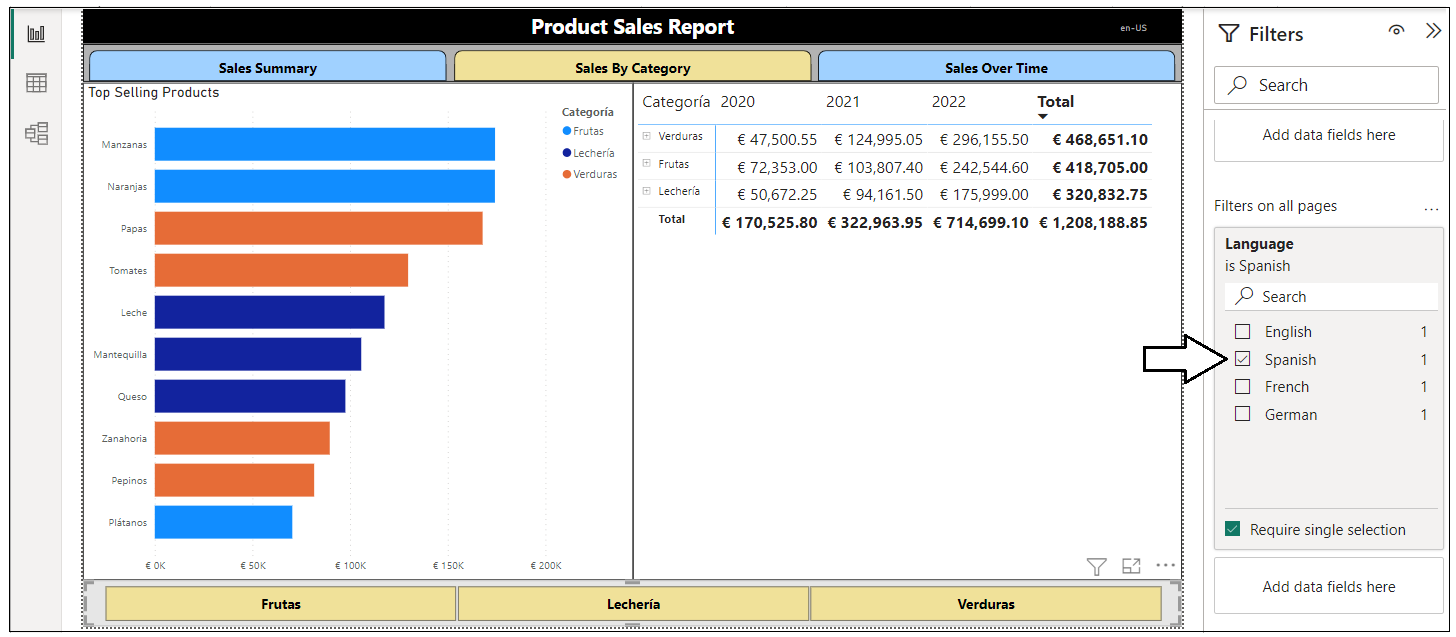 Product Sales Report
en-US
Sales Summary
Sales By Category
Sales Over Time
Top Selling Products
Categoría
Frutas
Lechería
Verduras
Manzanas
Naranjas
Papas
Tomates
Leche
Mantequilla
Queso
Zanahoria
Pepinos
Plátanos
€ 0K € 50K € 100K € 150K € 200K
Categoría 2020 2021 2022 Total
Verduras € 47,500.55 € 124,995.05 € 296,155.50 € 468,651.10
Frutas € 72,353.00 € 103,807.40 € 242,544.60 € 418,705.00
Lechería € 50,672.25 € 94,161.50 € 175,999.00 € 320,832.75
Total € 170,525.80 € 322,963.95 € 714,699.10 € 1,208,188.85
Frutas
Lechería
Verduras
Filters
Search
Add data fields here
Filters on all pages ...
Language
is Spanish
Search
English 1
Spanish 1
French 1
German 1
Require single selection
Add data fields here